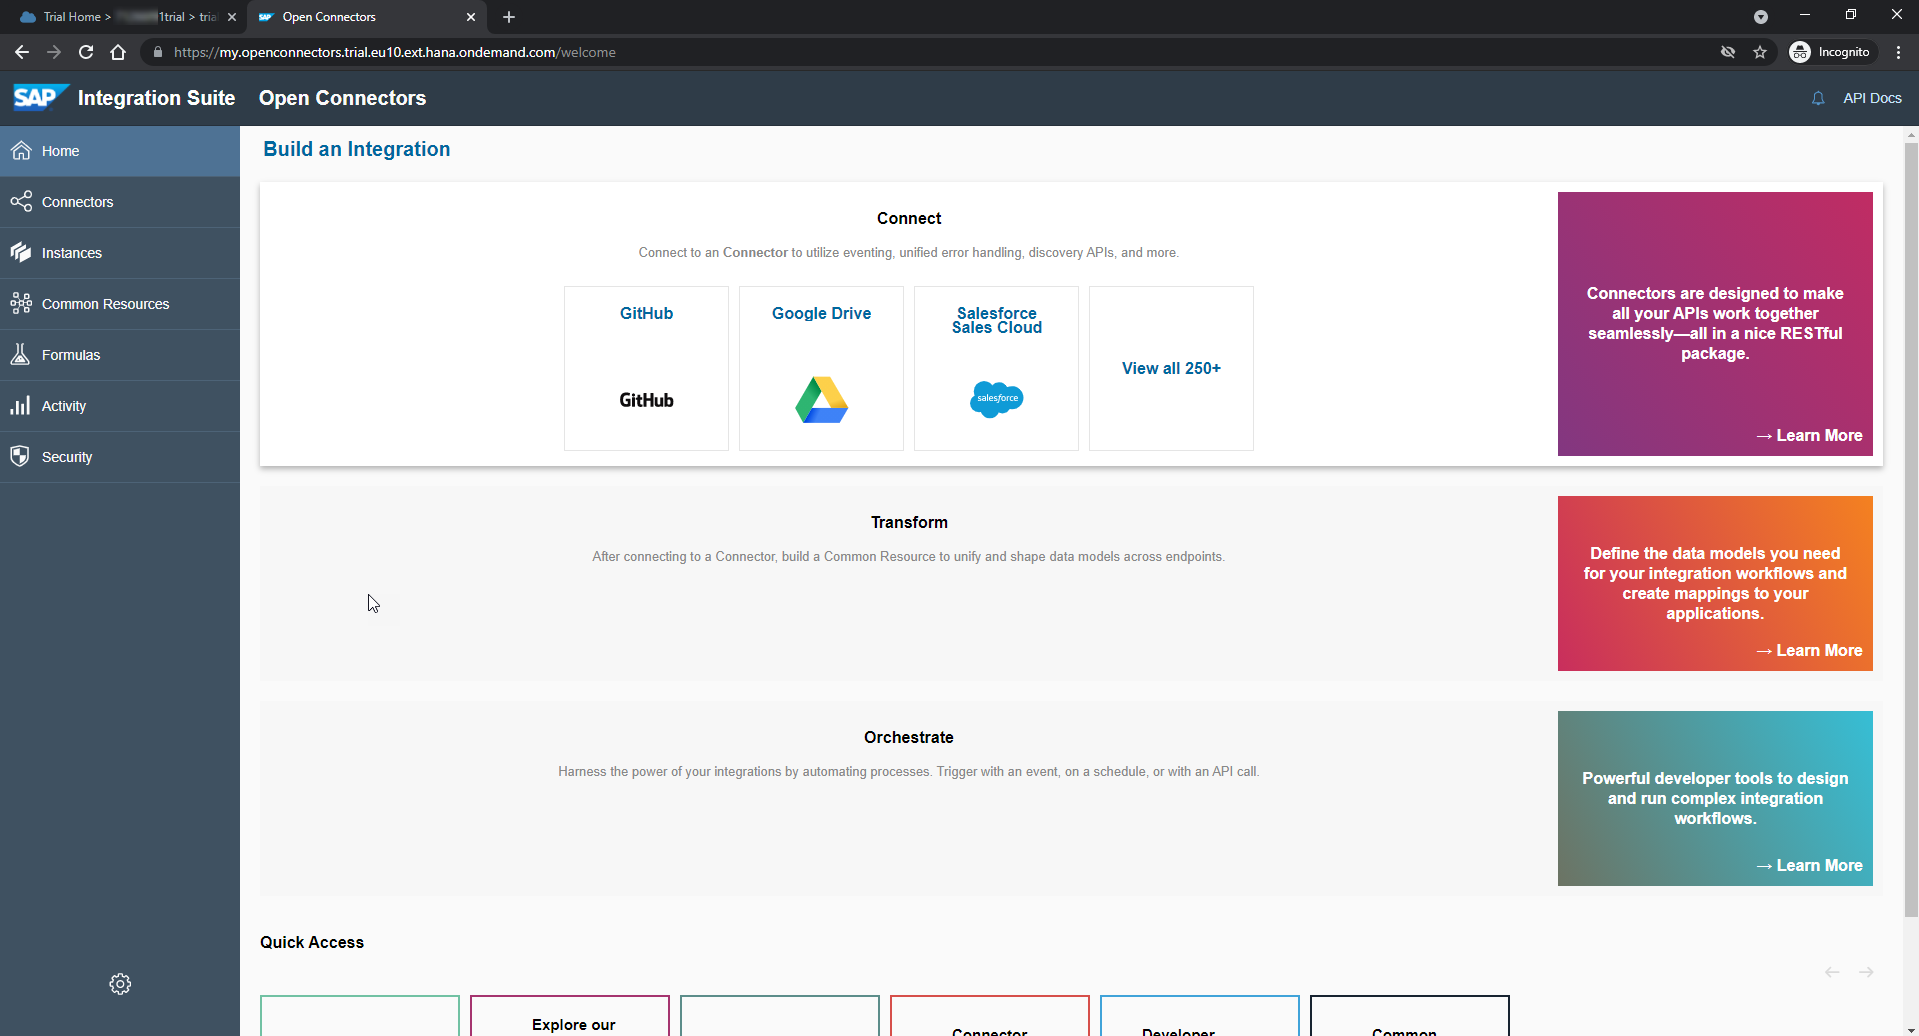 Trial Home > 1trial > tria
Open Connectors
https://my.openconnectors.trial.eu10.ext.hana.ondemand.com/welcome
Incognito
SAP Integration Suite Open Connectors
API Docs
Home
Connectors
Instances
Common Resources
Formulas
Activity
Security
Build an Integration
Connect
Connect to an Connector to utilize eventing, unified error handling, discovery APIs, and more.
GitHub
GitHub
Google Drive
Salesforce
Sales Cloud
salesforce
View all 250+
Connectors are designed to make
all your APIs work together
seamlessly—all in a nice RESTful
package.
→ Learn More
Transform
After connecting to a Connector, build a Common Resource to unify and shape data models across endpoints.
Define the data models you need
for your integration workflows and
create mappings to your
applications.
→ Learn More
Orchestrate
Harness the power of your integrations by automating processes. Trigger with an event, on a schedule, or with an API call.
Powerful developer tools to design
and run complex integration
workflows.
→ Learn More
Quick Access
Explore our
Connector
Developer
Common